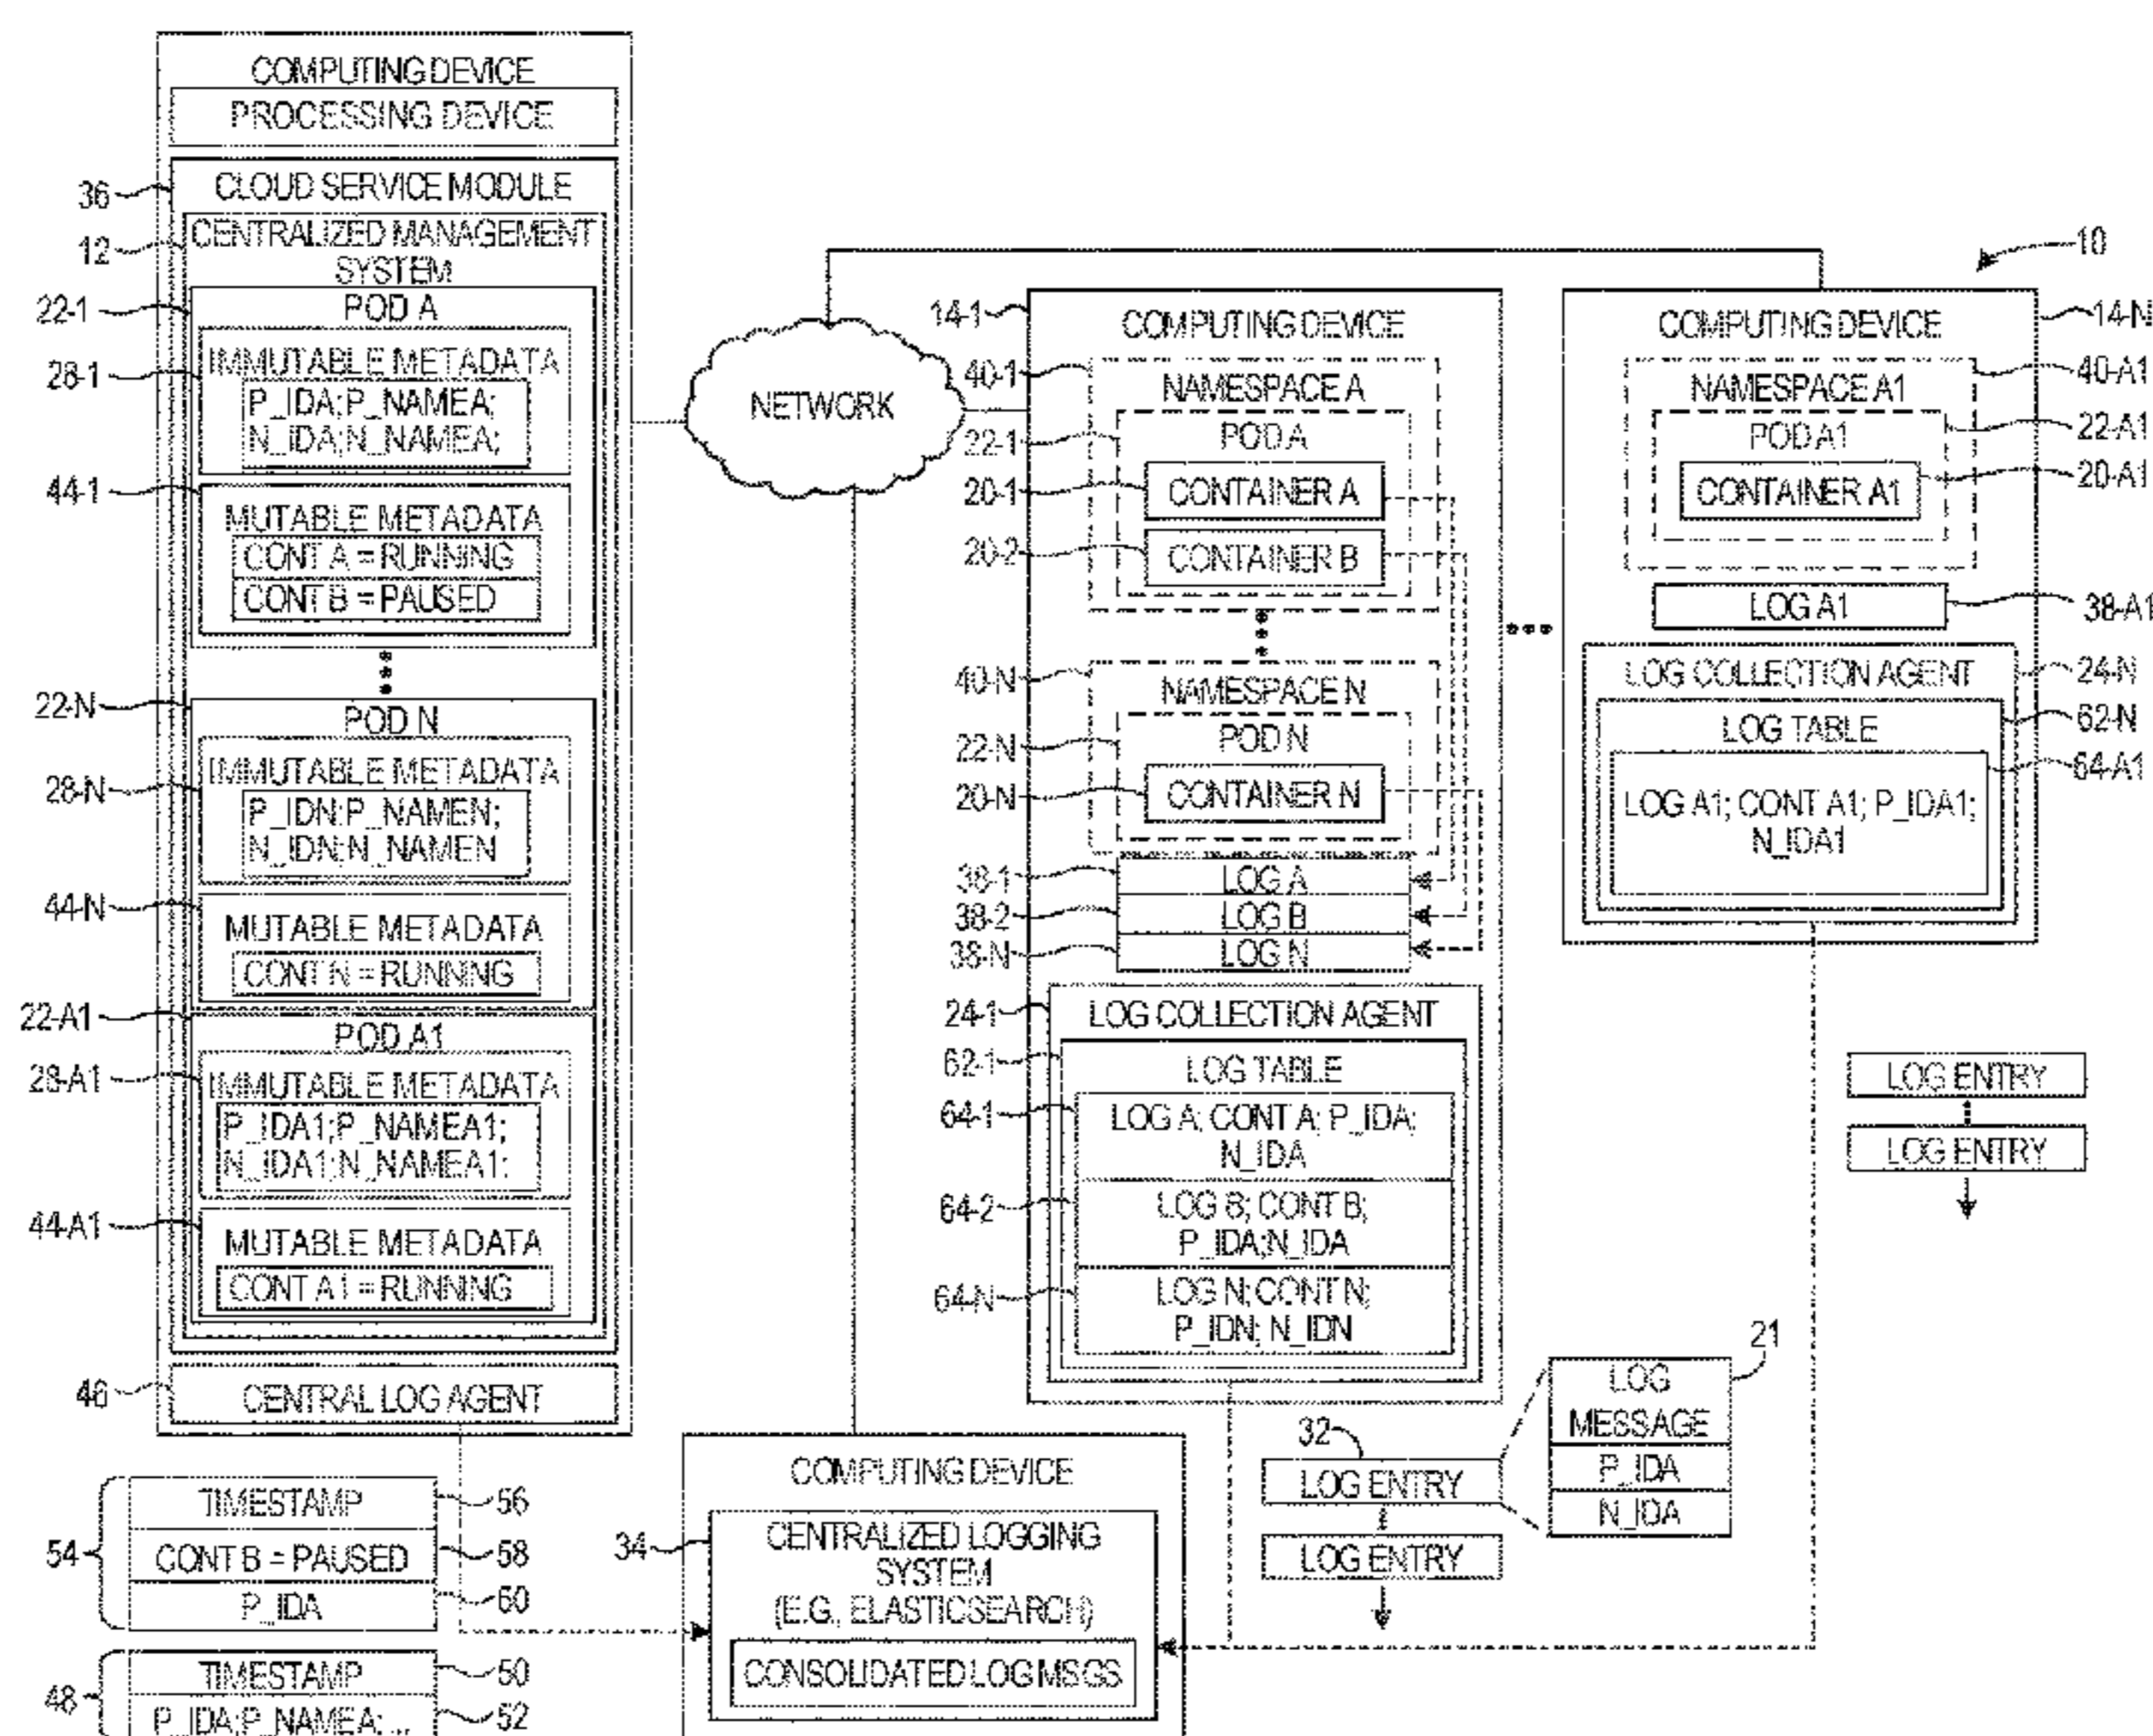 COMPUTING DEVICE
PROCESSING DEVICE
36
CLOUD SERVICE MODULE
12
CENTRALIZED MANAGEMENT
SYSTEM
22-1
POD A
28-1
IMMUTABLE METADATA
P_IDA;P_NAMEA;
N_IDA;N_NAMEA;
44-1
MUTABLE METADATA
CONT A = RUNNING
CONT B = PAUSED
22-N
POD N
28-N
IMMUTABLE METADATA
P_IDN;P_NAMEN;
N_IDN;N_NAMEN
44-N
MUTABLE METADATA
CONT N = RUNNING
22-A1
POD A1
28-A1
IMMUTABLE METADATA
P_IDA1;P_NAMEA1;
N_IDA1;N_NAMEA1;
44-A1
MUTABLE METADATA
CONT A1 = RUNNING
46
CENTRAL LOG AGENT
NETWORK
14-1
COMPUTING DEVICE
40-1
NAMESPACE A
22-1
POD A
20-1
CONTAINER A
20-2
CONTAINER B
40-N
NAMESPACE N
22-N
POD N
20-N
CONTAINER N
38-1
LOG A
38-2
LOG B
38-N
LOG N
24-1
LOG COLLECTION AGENT
62-1
LOG TABLE
64-1
LOG A; CONT A; P_IDA;
N_IDA
64-2
LOG B; CONT B;
P_IDA;N_IDA
64-N
LOG N; CONT N;
P_IDN; N_IDN
10
14-N
COMPUTING DEVICE
40-A1
NAMESPACE A1
22-A1
POD A1
20-A1
CONTAINER A1
LOG A1
38-A1
LOG COLLECTION AGENT
24-N
LOG TABLE
62-N
64-A1
LOG A1; CONT A1; P_IDA1;
N_IDA1
LOG ENTRY
LOG ENTRY
21
LOG
MESSAGE
P_IDA
N_IDA
32
LOG ENTRY
LOG ENTRY
54
TIMESTAMP
56
CONT B = PAUSED
58
P_IDA
60
48
TIMESTAMP
50
P_IDA;P_NAMEA; ...
52
COMPUTING DEVICE
34
CENTRALIZED LOGGING
SYSTEM
(E.G., ELASTICSEARCH)
CONSOLIDATED LOG MSGS